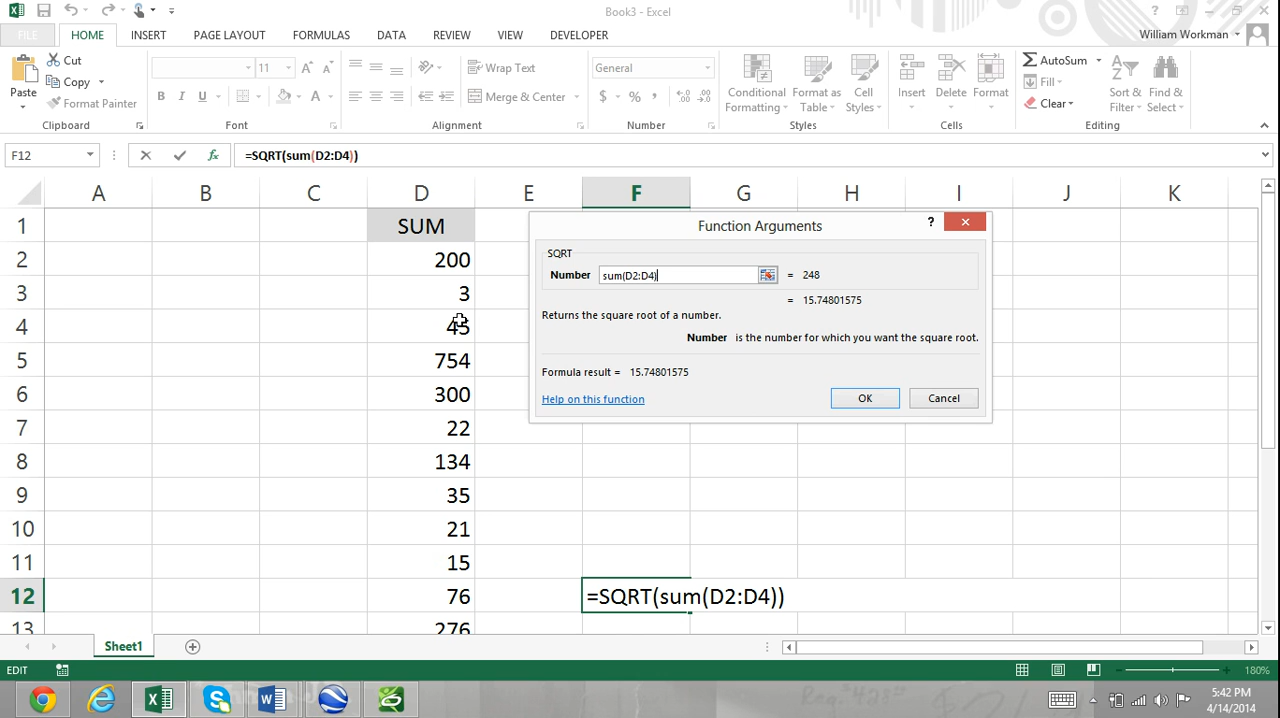 Book3 - Excel
FILE HOME INSERT PAGE LAYOUT FORMULAS DATA REVIEW VIEW DEVELOPER William Workman
Paste
Cut
Copy
Format Painter
Clipboard
11
B I U A
Font
Wrap Text
Merge & Center
Alignment
General
$ % ,
Number
Conditional Formatting
Format as Table
Cell Styles
Styles
Insert Delete Format
Cells
AutoSum
Fill
Clear
Sort & Filter
Find & Select
Editing
F12 fx =SQRT(sum(D2:D4))
A B C D E F G H I J K
1 SUM
2 200
3 3
4 45
5 754
6 300
7 22
8 134
9 35
10 21
11 15
12 76 =SQRT(sum(D2:D4))
13 276
Function Arguments ?
SQRT
Number sum(D2:D4) = 248
= 15.74801575
Returns the square root of a number.
Number is the number for which you want the square root.
Formula result = 15.74801575
Help on this function OK Cancel
Sheet1
EDIT 180%
5:42 PM
4/14/2014